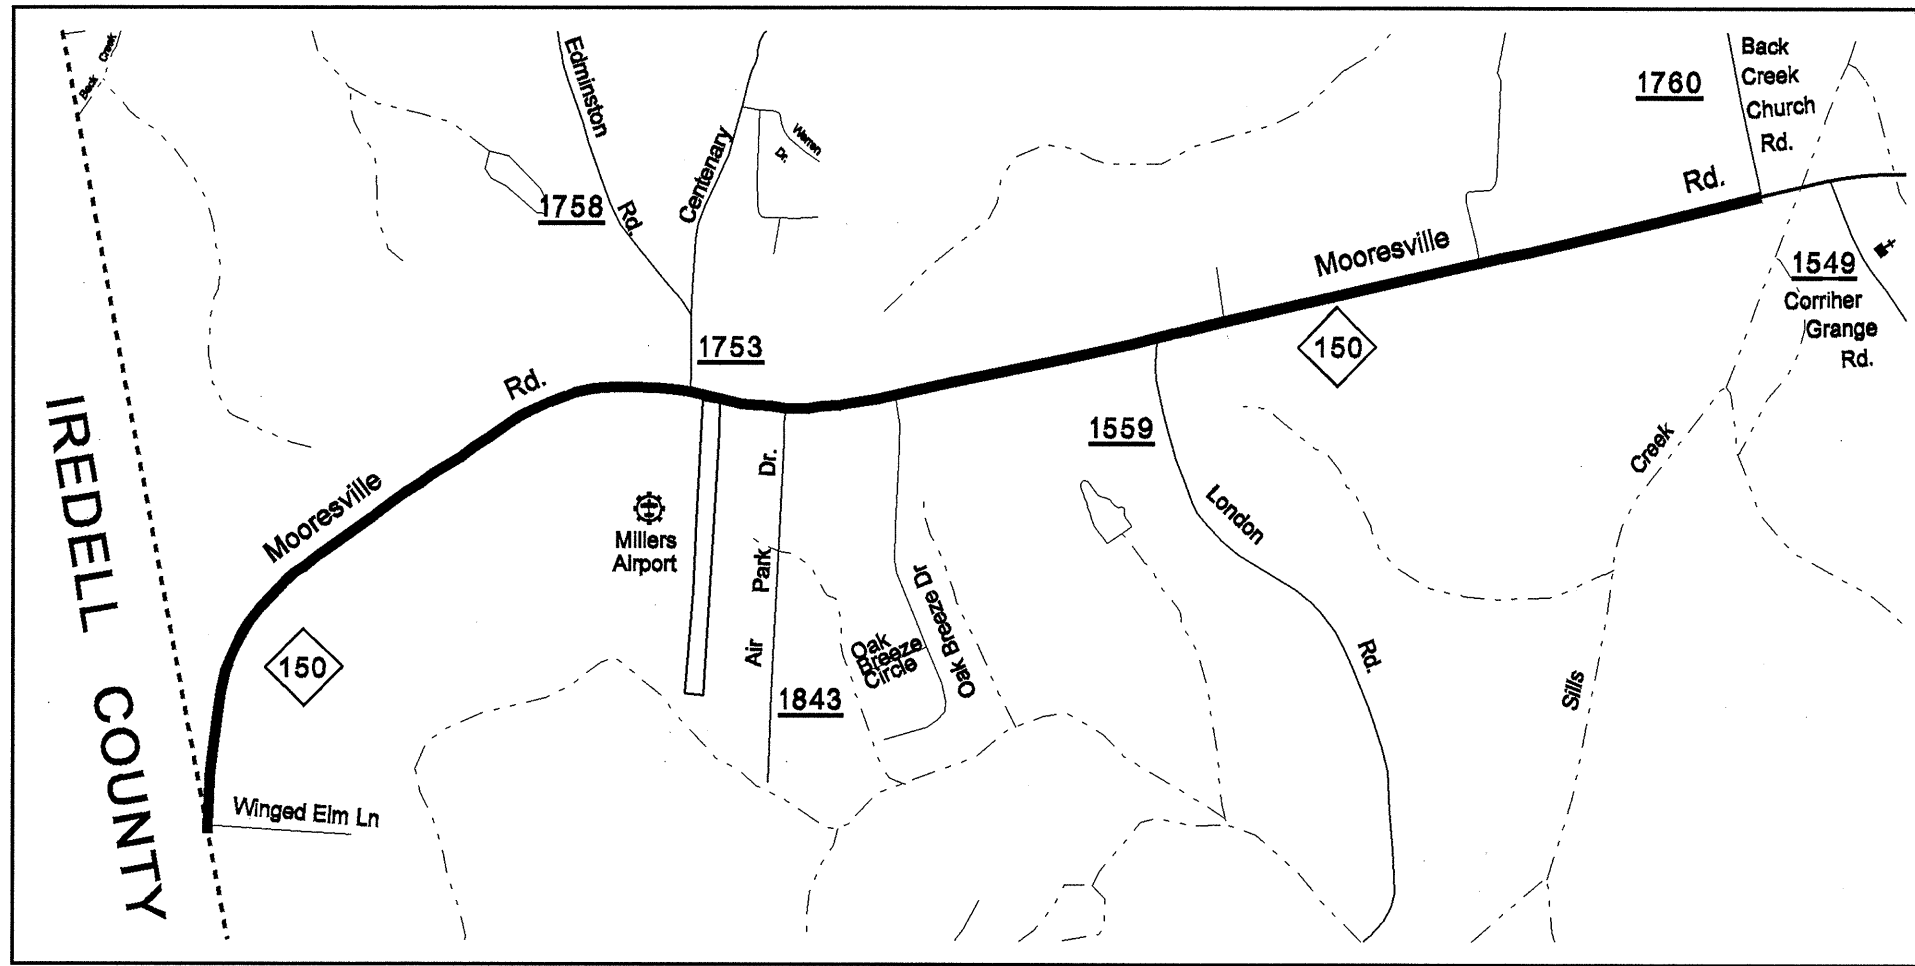 Back Creek
Edminston
Rd.
1758
Centenary
Warren
Dr.
1753
1760
Back
Creek
Church
Rd.
Rd.
Mooresville
150
1549
Corriher
Grange
Rd.
Rd.
Mooresville
150
IREDELL COUNTY
Winged Elm Ln
Millers
Airport
Air Park Dr.
1843
Oak
Breeze
Circle
Oak Breeze Dr
1559
London
Rd.
Sills
Creek